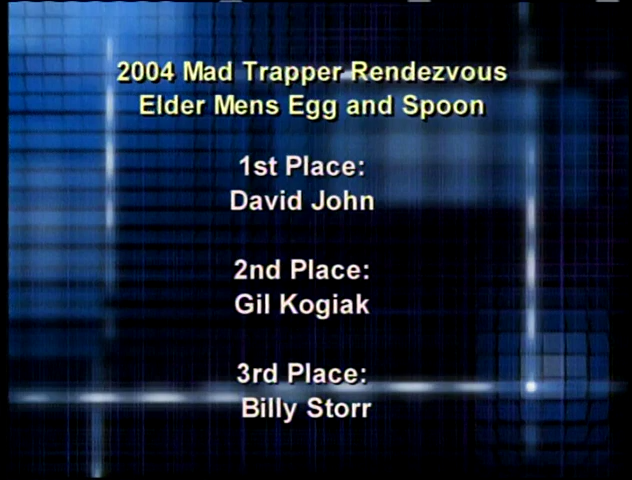 2004 Mad Trapper Rendezvous
Elder Mens Egg and Spoon
1st Place:
David John
2nd Place:
Gil Kogiak
3rd Place:
Billy Storr